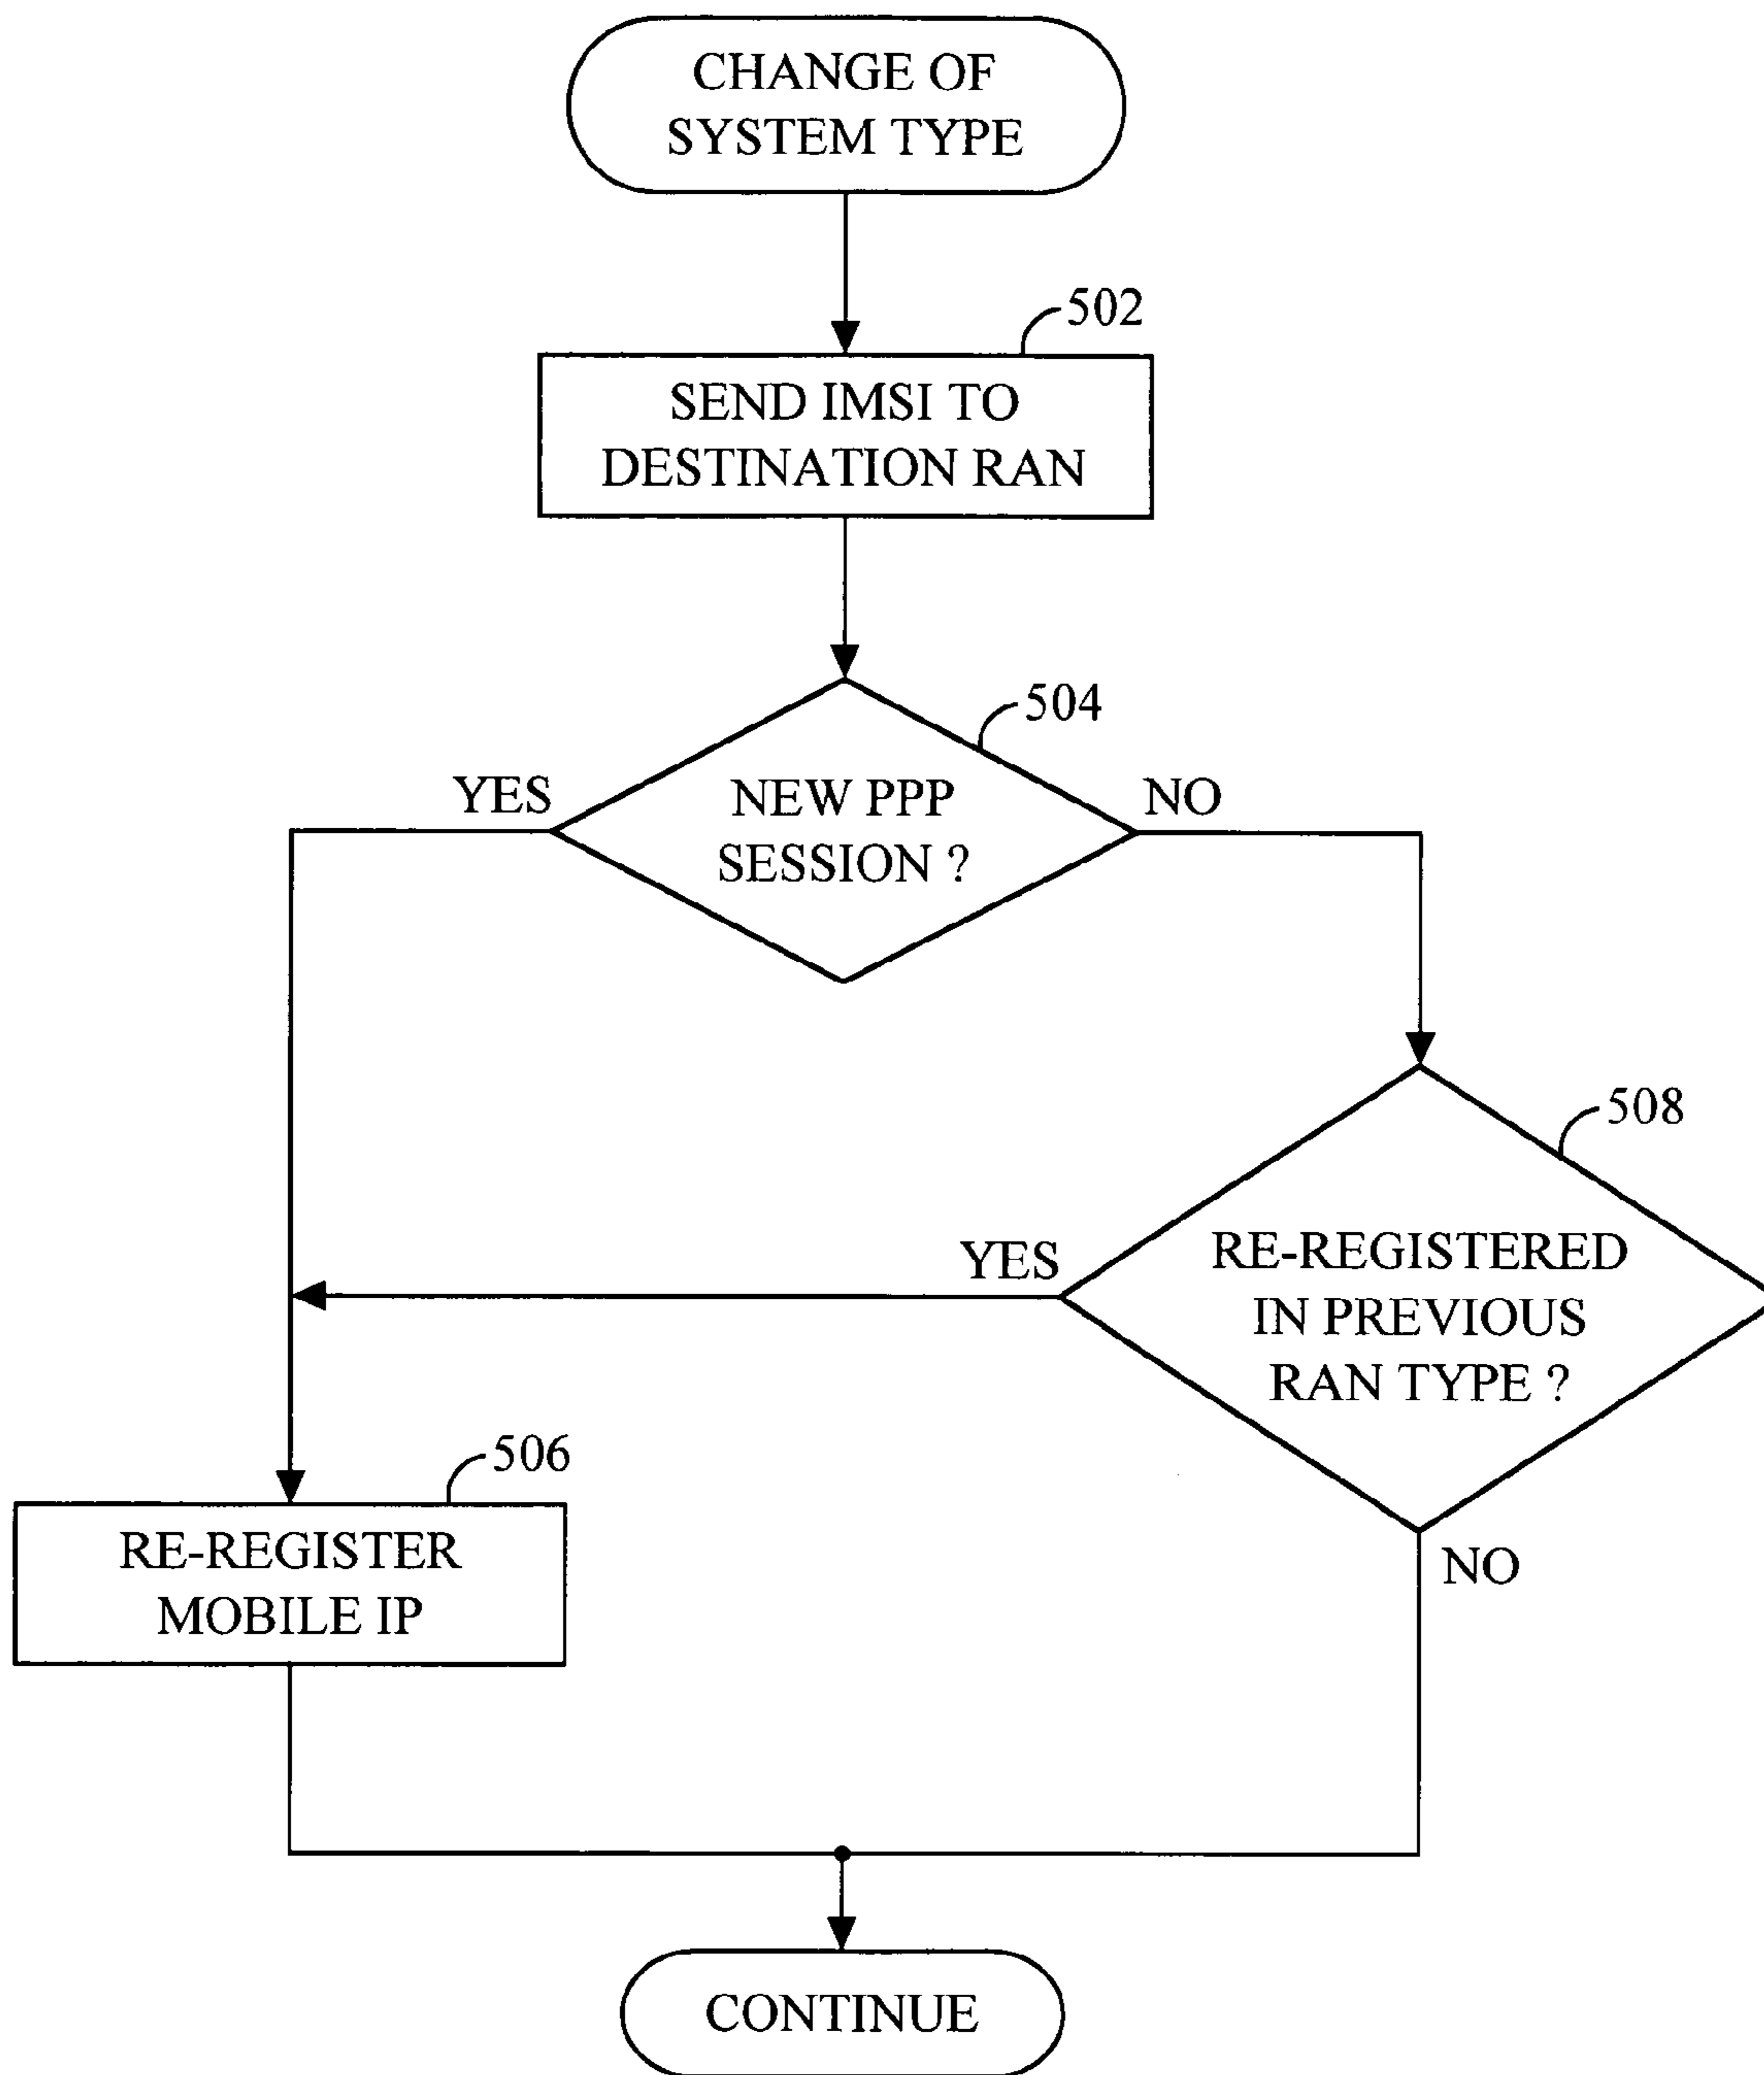 CHANGE OF
SYSTEM TYPE
502
SEND IMSI TO
DESTINATION RAN
504
YES
NEW PPP
SESSION ?
NO
508
YES
RE-REGISTERED
IN PREVIOUS
RAN TYPE ?
506
RE-REGISTER
MOBILE IP
NO
CONTINUE